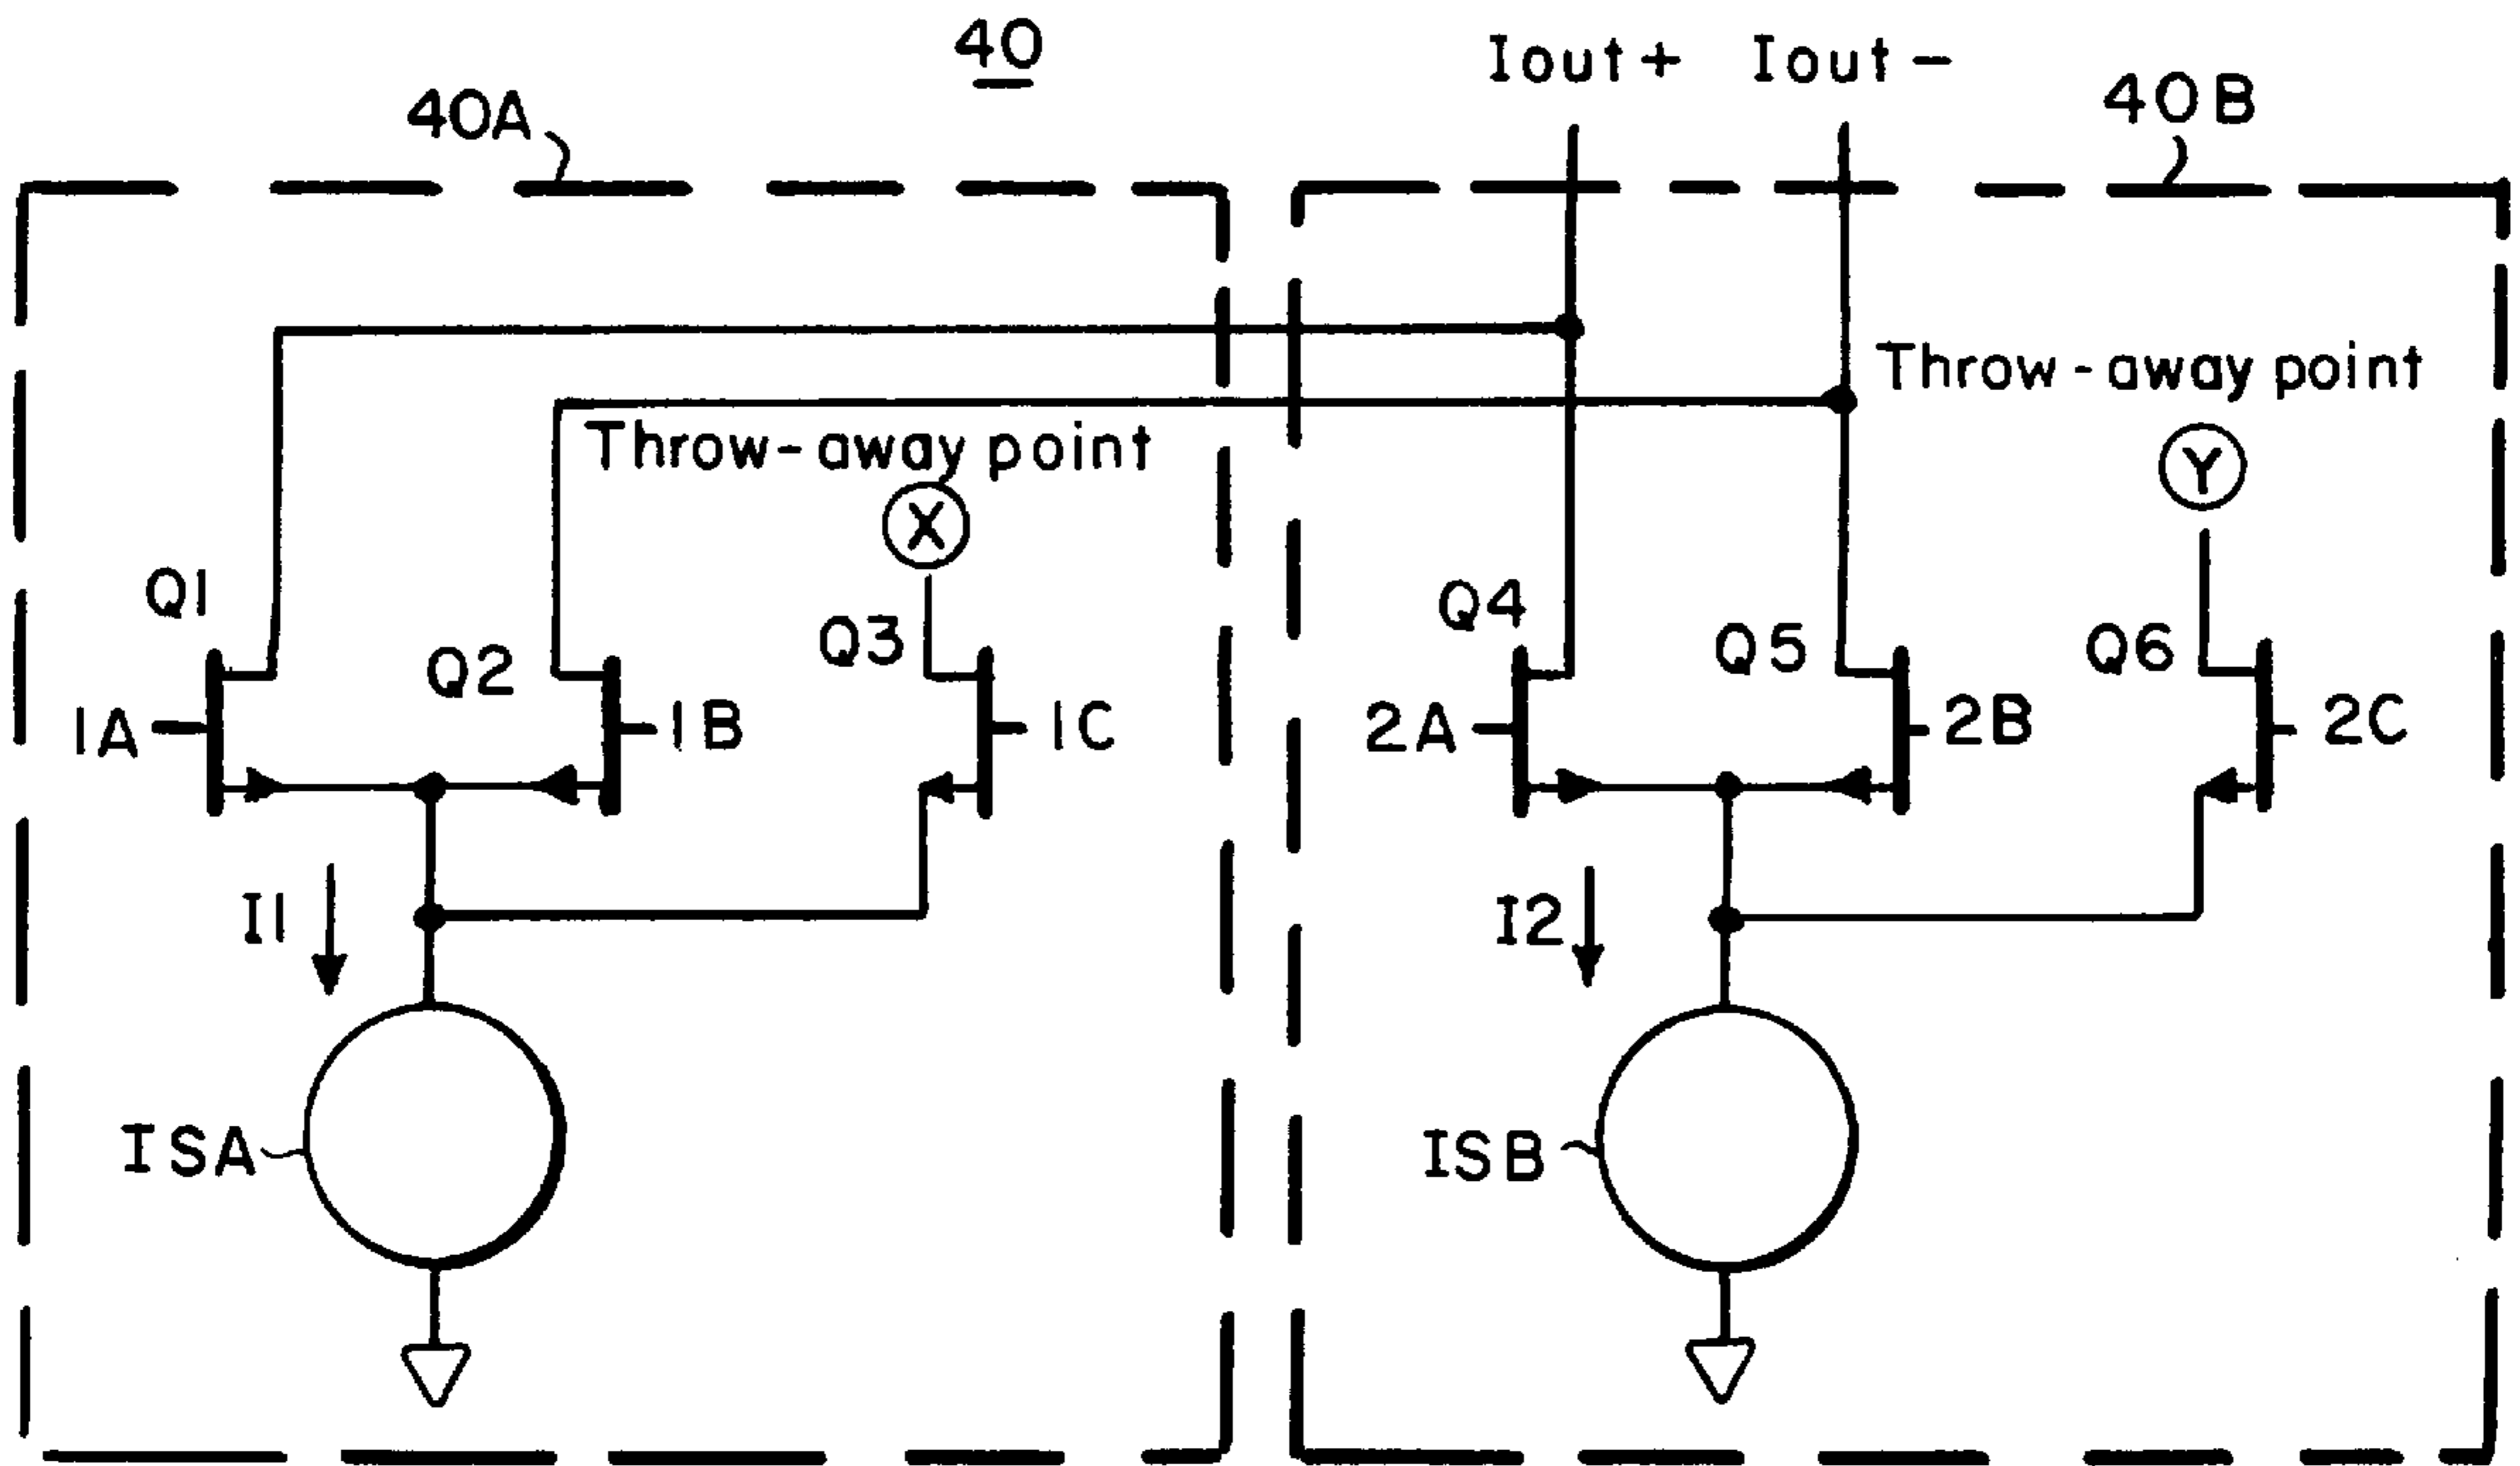 40
Iout+ Iout-
40A
40B
Throw-away point
Y
Throw-away point
X
Q1
Q2
Q3
Q4
Q5
Q6
1A
1B
1C
2A
2B
2C
I1
I2
ISA
ISB